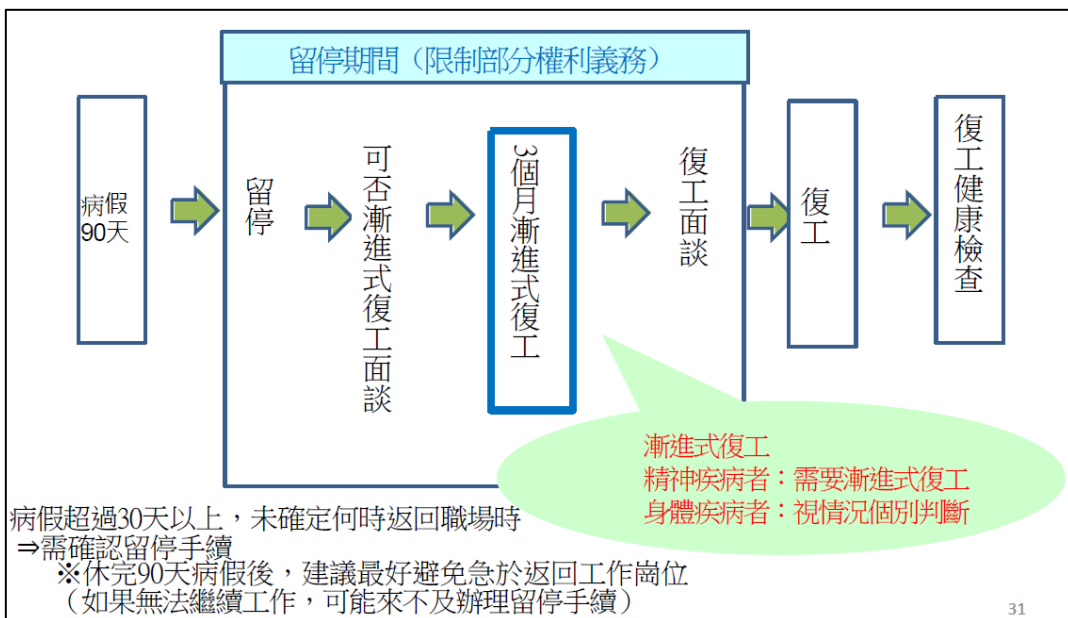 留停期間（限制部分權利義務）
病假
90天
留停
可否漸進式復工面談
3個月漸進式復工
復工面談
復工
復工健康檢查
漸進式復工
精神疾病者：需要漸進式復工
身體疾病者：視情況個別判斷
病假超過30天以上，未確定何時返回職場時
⇒需確認留停手續
※休完90天病假後，建議最好避免急於返回工作崗位
（如果無法繼續工作，可能來不及辦理留停手續）
31